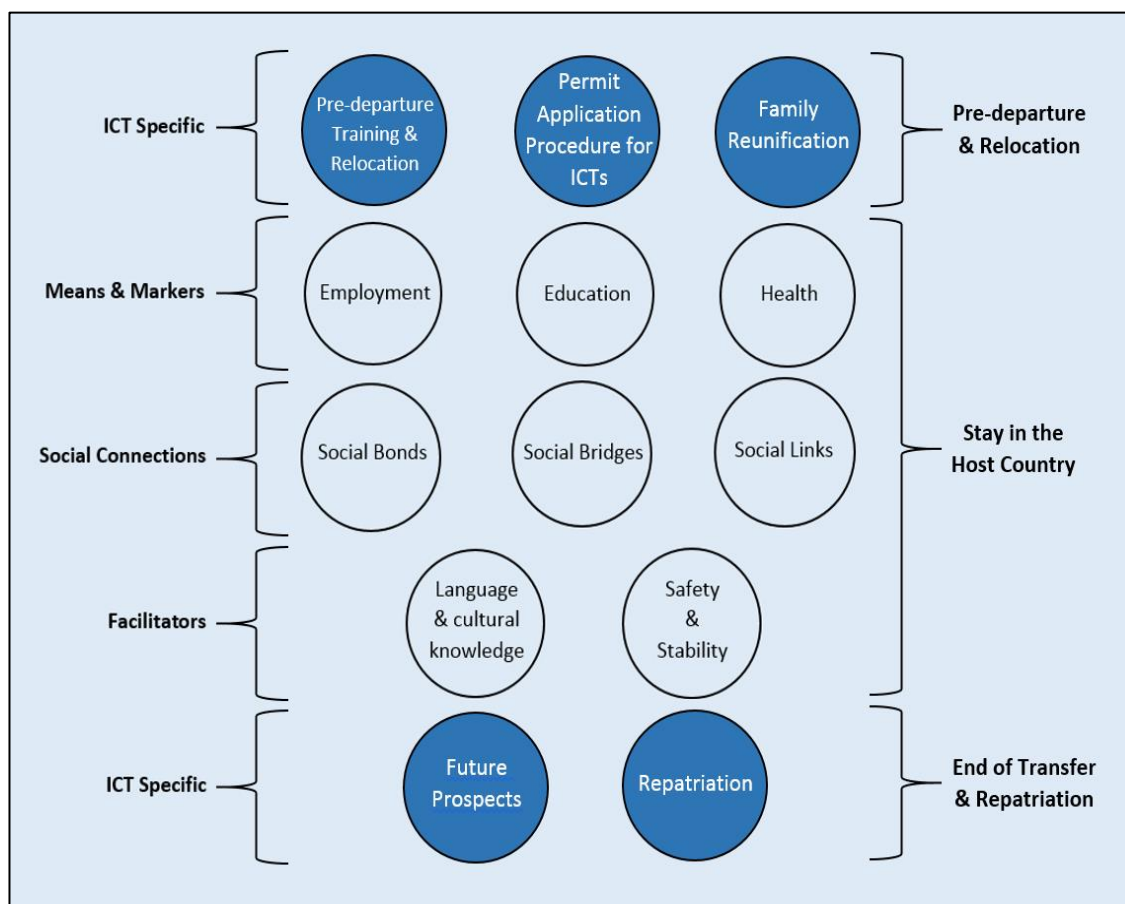 ICT Specific
Pre-departure
Training &
Relocation
Permit
Application
Procedure for
ICTs
Family
Reunification
Pre-departure
& Relocation
Means & Markers
Employment
Education
Health
Social Connections
Social Bonds
Social Bridges
Social Links
Stay in the
Host Country
Facilitators
Language
& cultural
knowledge
Safety
&
Stability
ICT Specific
Future
Prospects
Repatriation
End of Transfer
& Repatriation